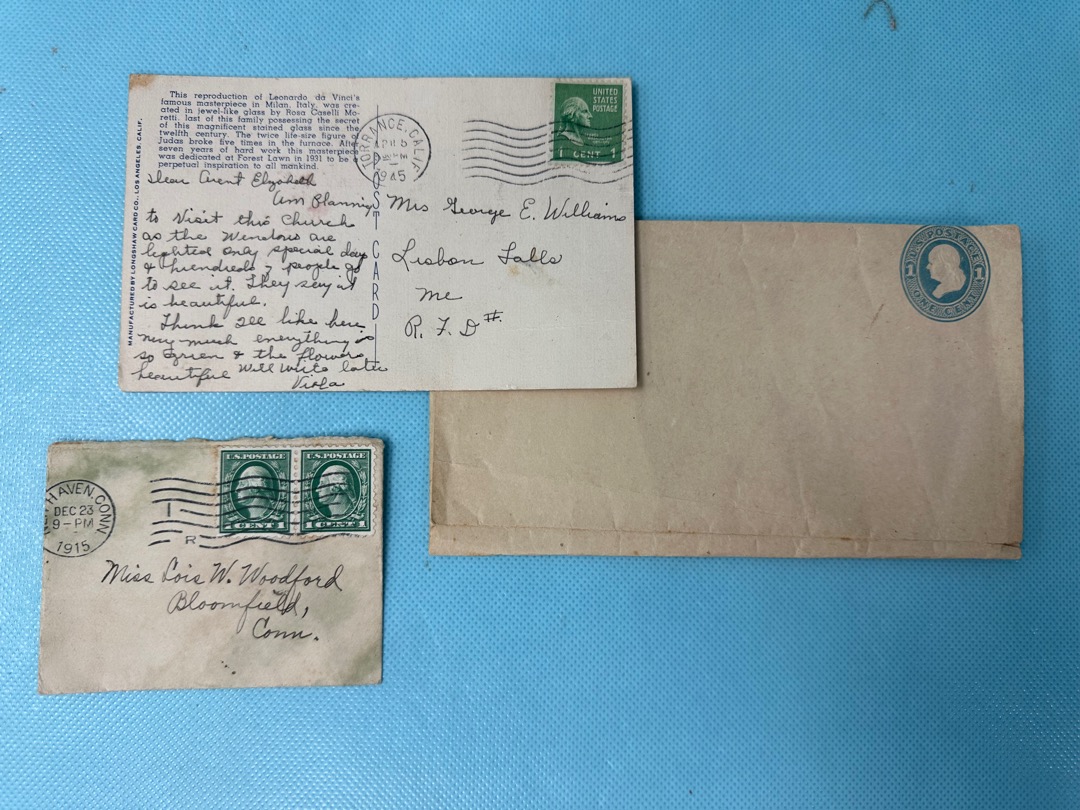 This reproduction of Leonardo da Vinci's
famous masterpiece in Milan, Italy, was cre-
ated in jewel-like glass by Rosa Caselli Mo-
retti, last of this family possessing the secret
of this magnificent stained glass since the
twelfth century. The twice life-size figure of
Judas broke five times in the furnace. After
seven years of hard work this masterpiece
was dedicated at Forest Lawn in 1931 to be a
perpetual inspiration to all mankind.
MANUFACTURED BY LONGSHAW CARD CO., LOS ANGELES, CALIF.
POST CARD
TORRANCE, CALIF.
PM
1945
UNITED
STATES
POSTAGE
1 CENT 1
Dear Aunt Elizabeth
Am Planning
to visit this Church
as the Windows are
lighted only special days
& hundreds of people go
to see it. They say it
is beautiful.
Think I'll like here
very much everything is
so green & the flowers
beautiful Will write later
Viola
Mrs George E. Williams
Lisbon Falls
Me
R. F. D #.
U.S. POSTAGE
1 1
ONE CENT
HAVEN, CONN
DEC 23
9-PM
1915
R
U.S. POSTAGE
1 CENT 1
U.S. POSTAGE
1 CENT 1
Miss Lois W. Woodford
Bloomfield,
Conn.